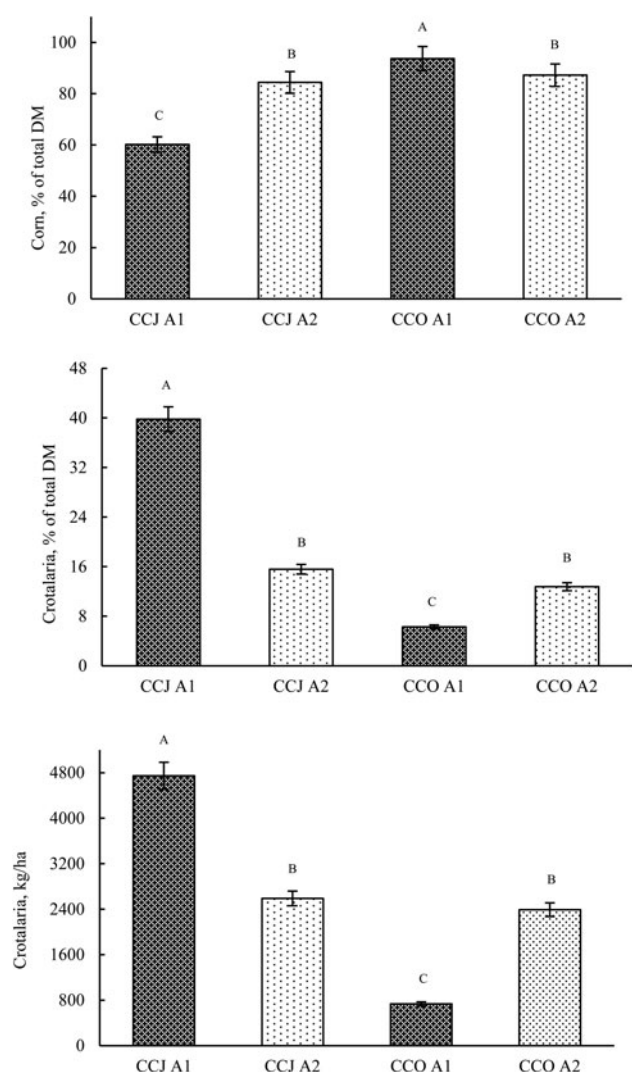 Corn, % of total DM
100
80
60
40
20
0
C
B
A
B
CCJ A1 CCJ A2 CCO A1 CCO A2
Crotalaria, % of total DM
48
40
32
24
16
8
0
A
B
C
B
CCJ A1 CCJ A2 CCO A1 CCO A2
Crotalaria, kg/ha
4800
4000
3200
2400
1600
800
0
A
B
C
B
CCJ A1 CCJ A2 CCO A1 CCO A2